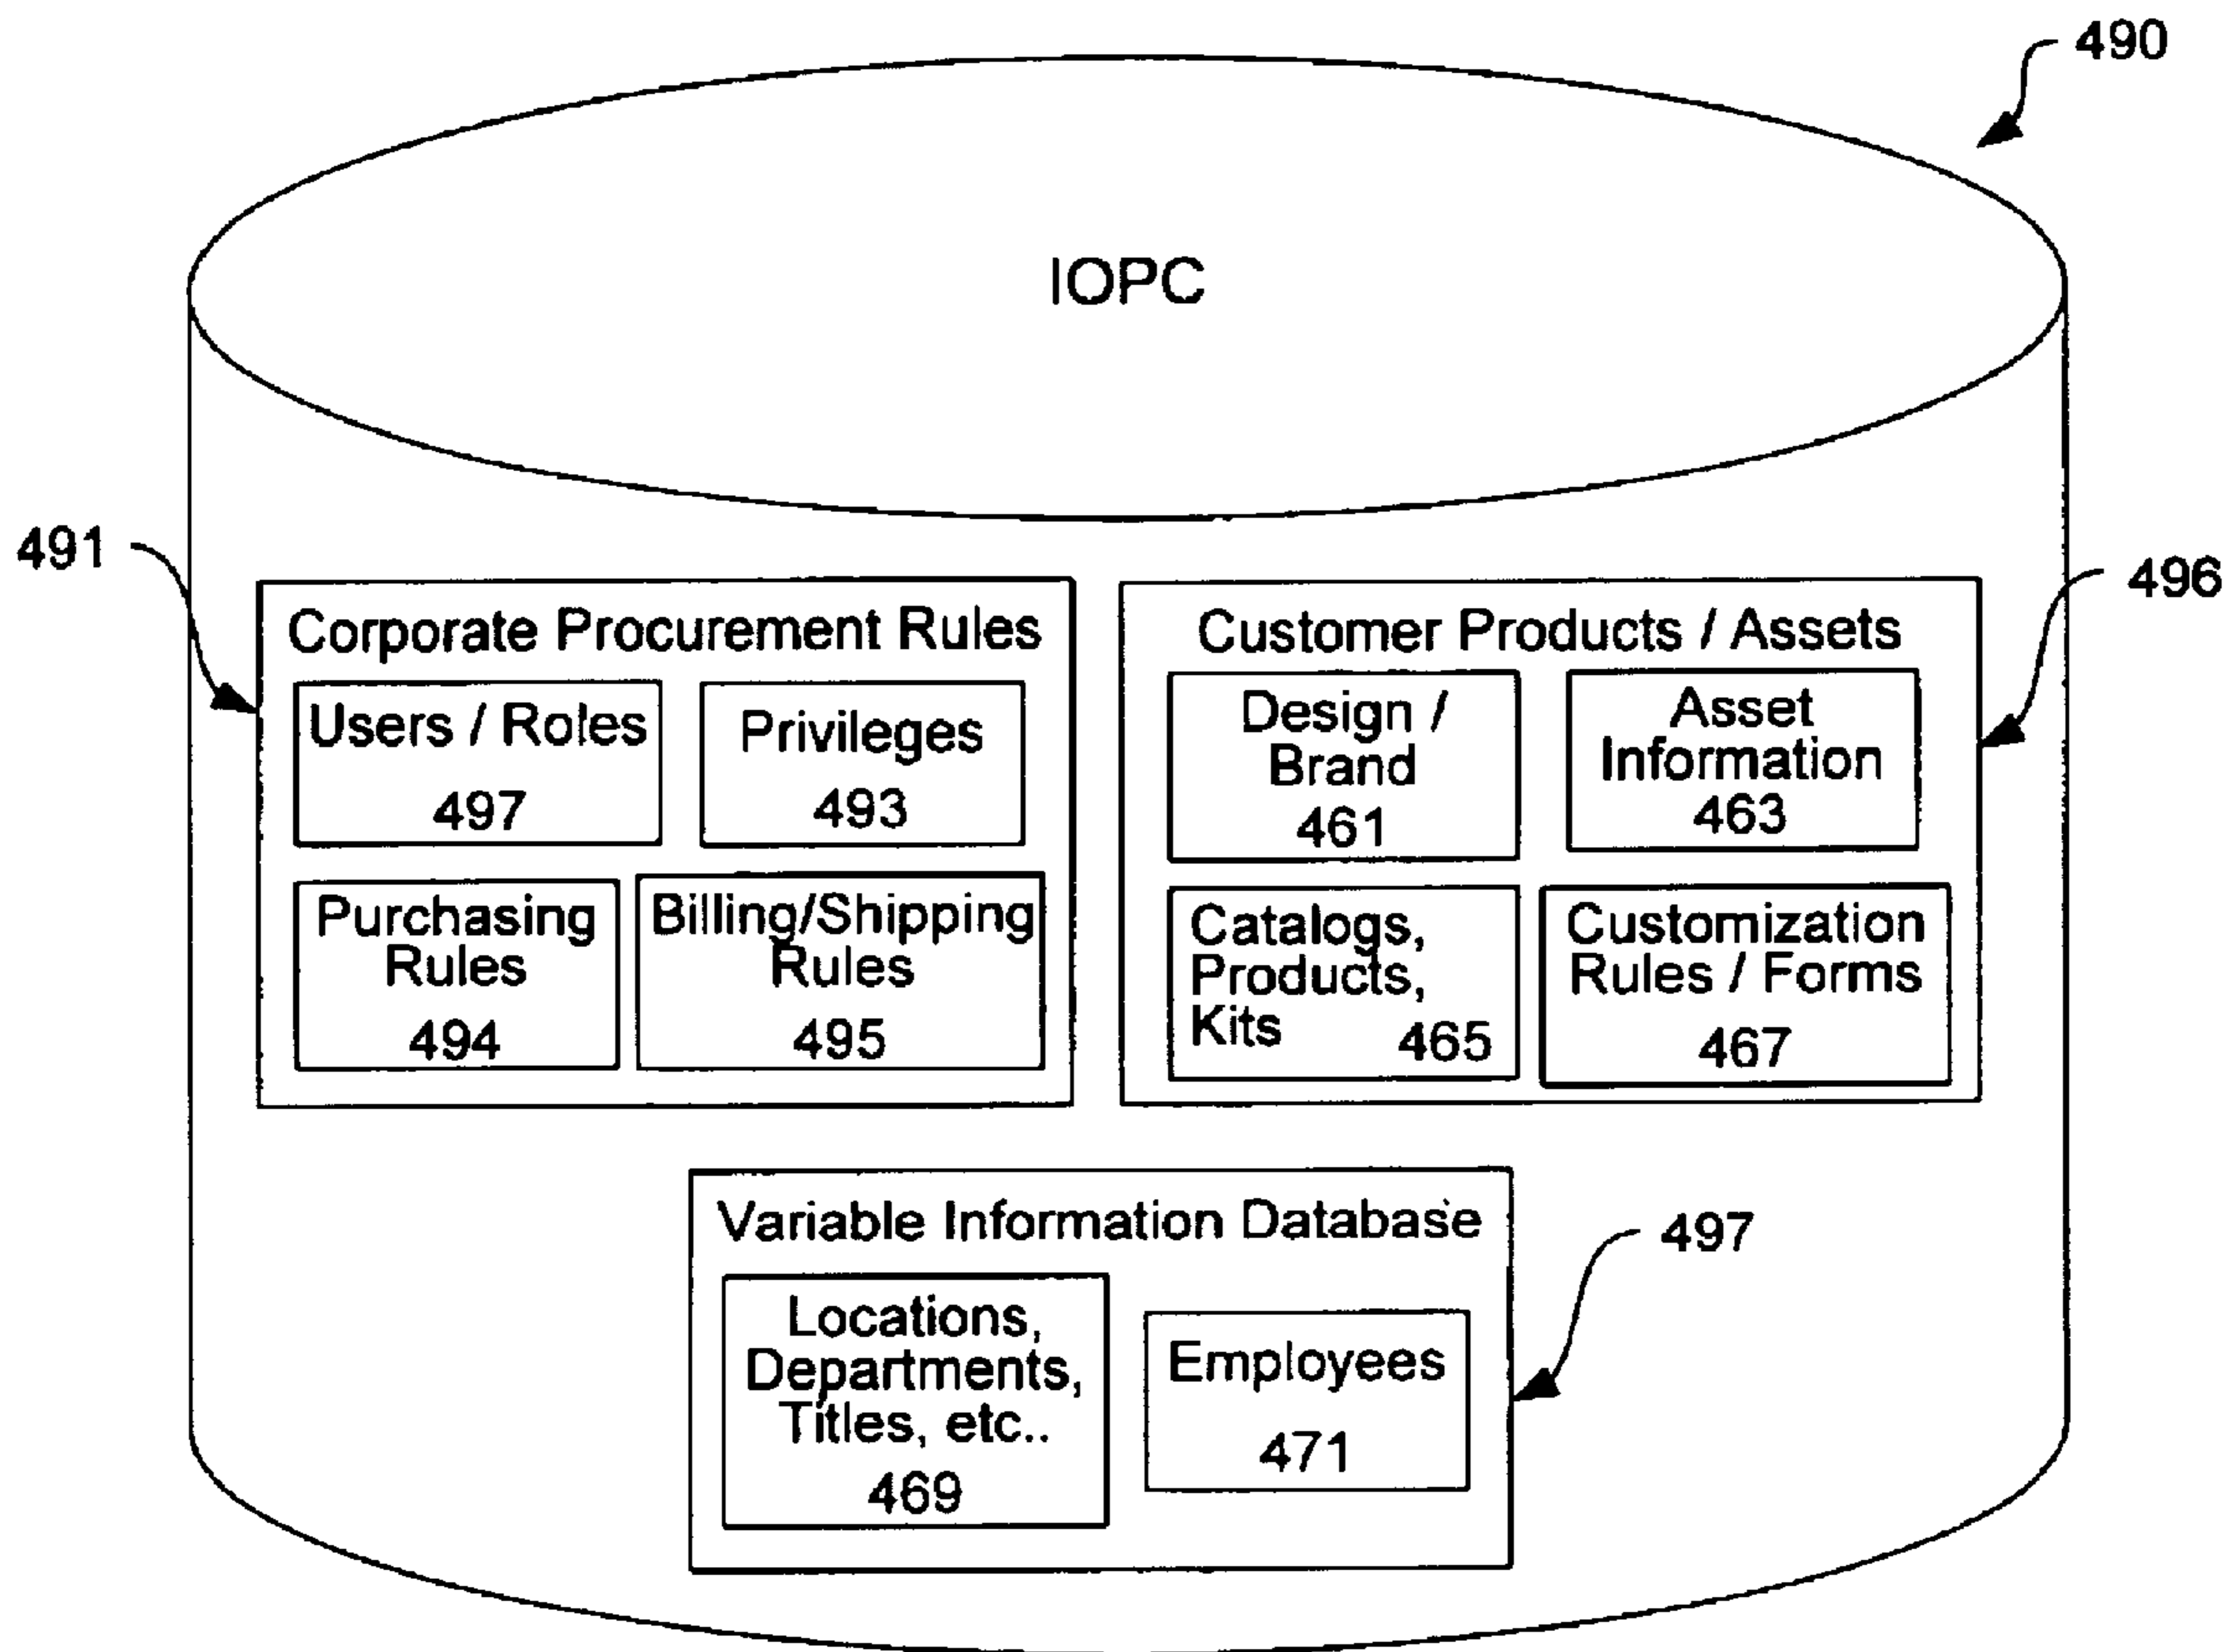 490
IOPC
491
496
Corporate Procurement Rules
Users / Roles
497
Privileges
493
Purchasing
Rules
494
Billing/Shipping
Rules
495
Customer Products / Assets
Design /
Brand
461
Asset
Information
463
Catalogs,
Products,
Kits
465
Customization
Rules / Forms
467
Variable Information Database
497
Locations,
Departments,
Titles, etc..
469
Employees
471